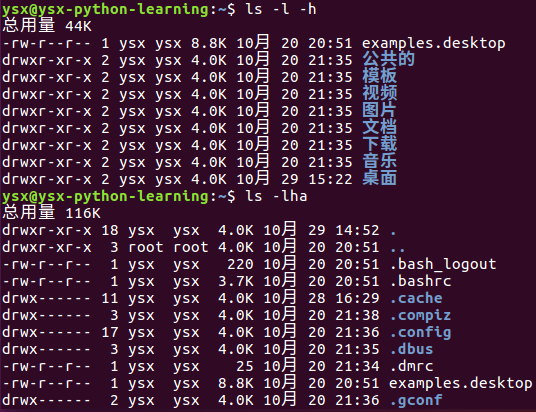 ysx@ysx-python-learning:~$ ls -l -h
总用量 44K
-rw-r--r-- 1 ysx ysx 8.8K 10月 20 20:51 examples.desktop
drwxr-xr-x 2 ysx ysx 4.0K 10月 20 21:35 公共的
drwxr-xr-x 2 ysx ysx 4.0K 10月 20 21:35 模板
drwxr-xr-x 2 ysx ysx 4.0K 10月 20 21:35 视频
drwxr-xr-x 2 ysx ysx 4.0K 10月 20 21:35 图片
drwxr-xr-x 2 ysx ysx 4.0K 10月 20 21:35 文档
drwxr-xr-x 2 ysx ysx 4.0K 10月 20 21:35 下载
drwxr-xr-x 2 ysx ysx 4.0K 10月 20 21:35 音乐
drwxr-xr-x 2 ysx ysx 4.0K 10月 29 15:22 桌面
ysx@ysx-python-learning:~$ ls -lha
总用量 116K
drwxr-xr-x 18 ysx  ysx  4.0K 10月 29 14:52 .
drwxr-xr-x  3 root root 4.0K 10月 20 20:51 ..
-rw-r--r--  1 ysx  ysx   220 10月 20 20:51 .bash_logout
-rw-r--r--  1 ysx  ysx  3.7K 10月 20 20:51 .bashrc
drwx------ 11 ysx  ysx  4.0K 10月 28 16:29 .cache
drwx------  3 ysx  ysx  4.0K 10月 20 21:38 .compiz
drwx------ 17 ysx  ysx  4.0K 10月 20 21:36 .config
drwx------  3 ysx  ysx  4.0K 10月 20 21:35 .dbus
-rw-r--r--  1 ysx  ysx    25 10月 20 21:34 .dmrc
-rw-r--r--  1 ysx  ysx  8.8K 10月 20 20:51 examples.desktop
drwx------  2 ysx  ysx  4.0K 10月 20 21:36 .gconf